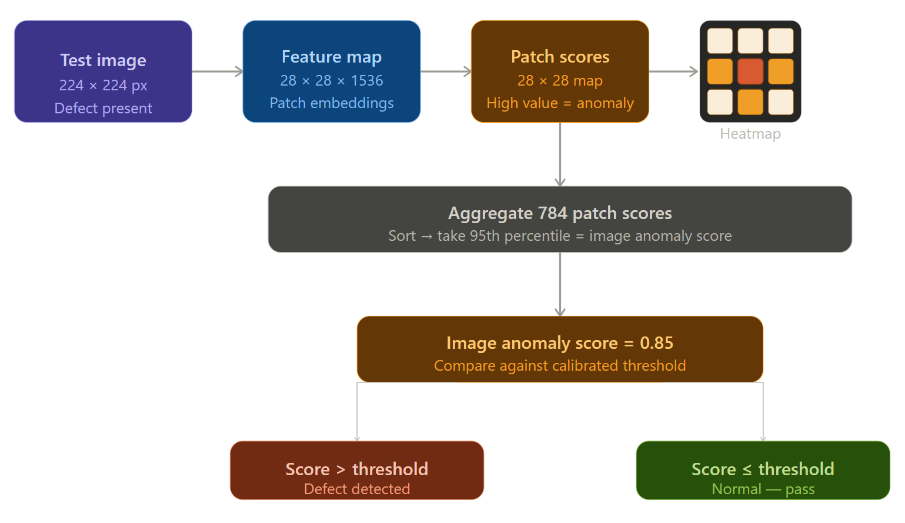 Test image
224 × 224 px
Defect present
Feature map
28 × 28 × 1536
Patch embeddings
Patch scores
28 × 28 map
High value = anomaly
Heatmap
Aggregate 784 patch scores
Sort → take 95th percentile = image anomaly score
Image anomaly score = 0.85
Compare against calibrated threshold
Score > threshold
Defect detected
Score ≤ threshold
Normal — pass